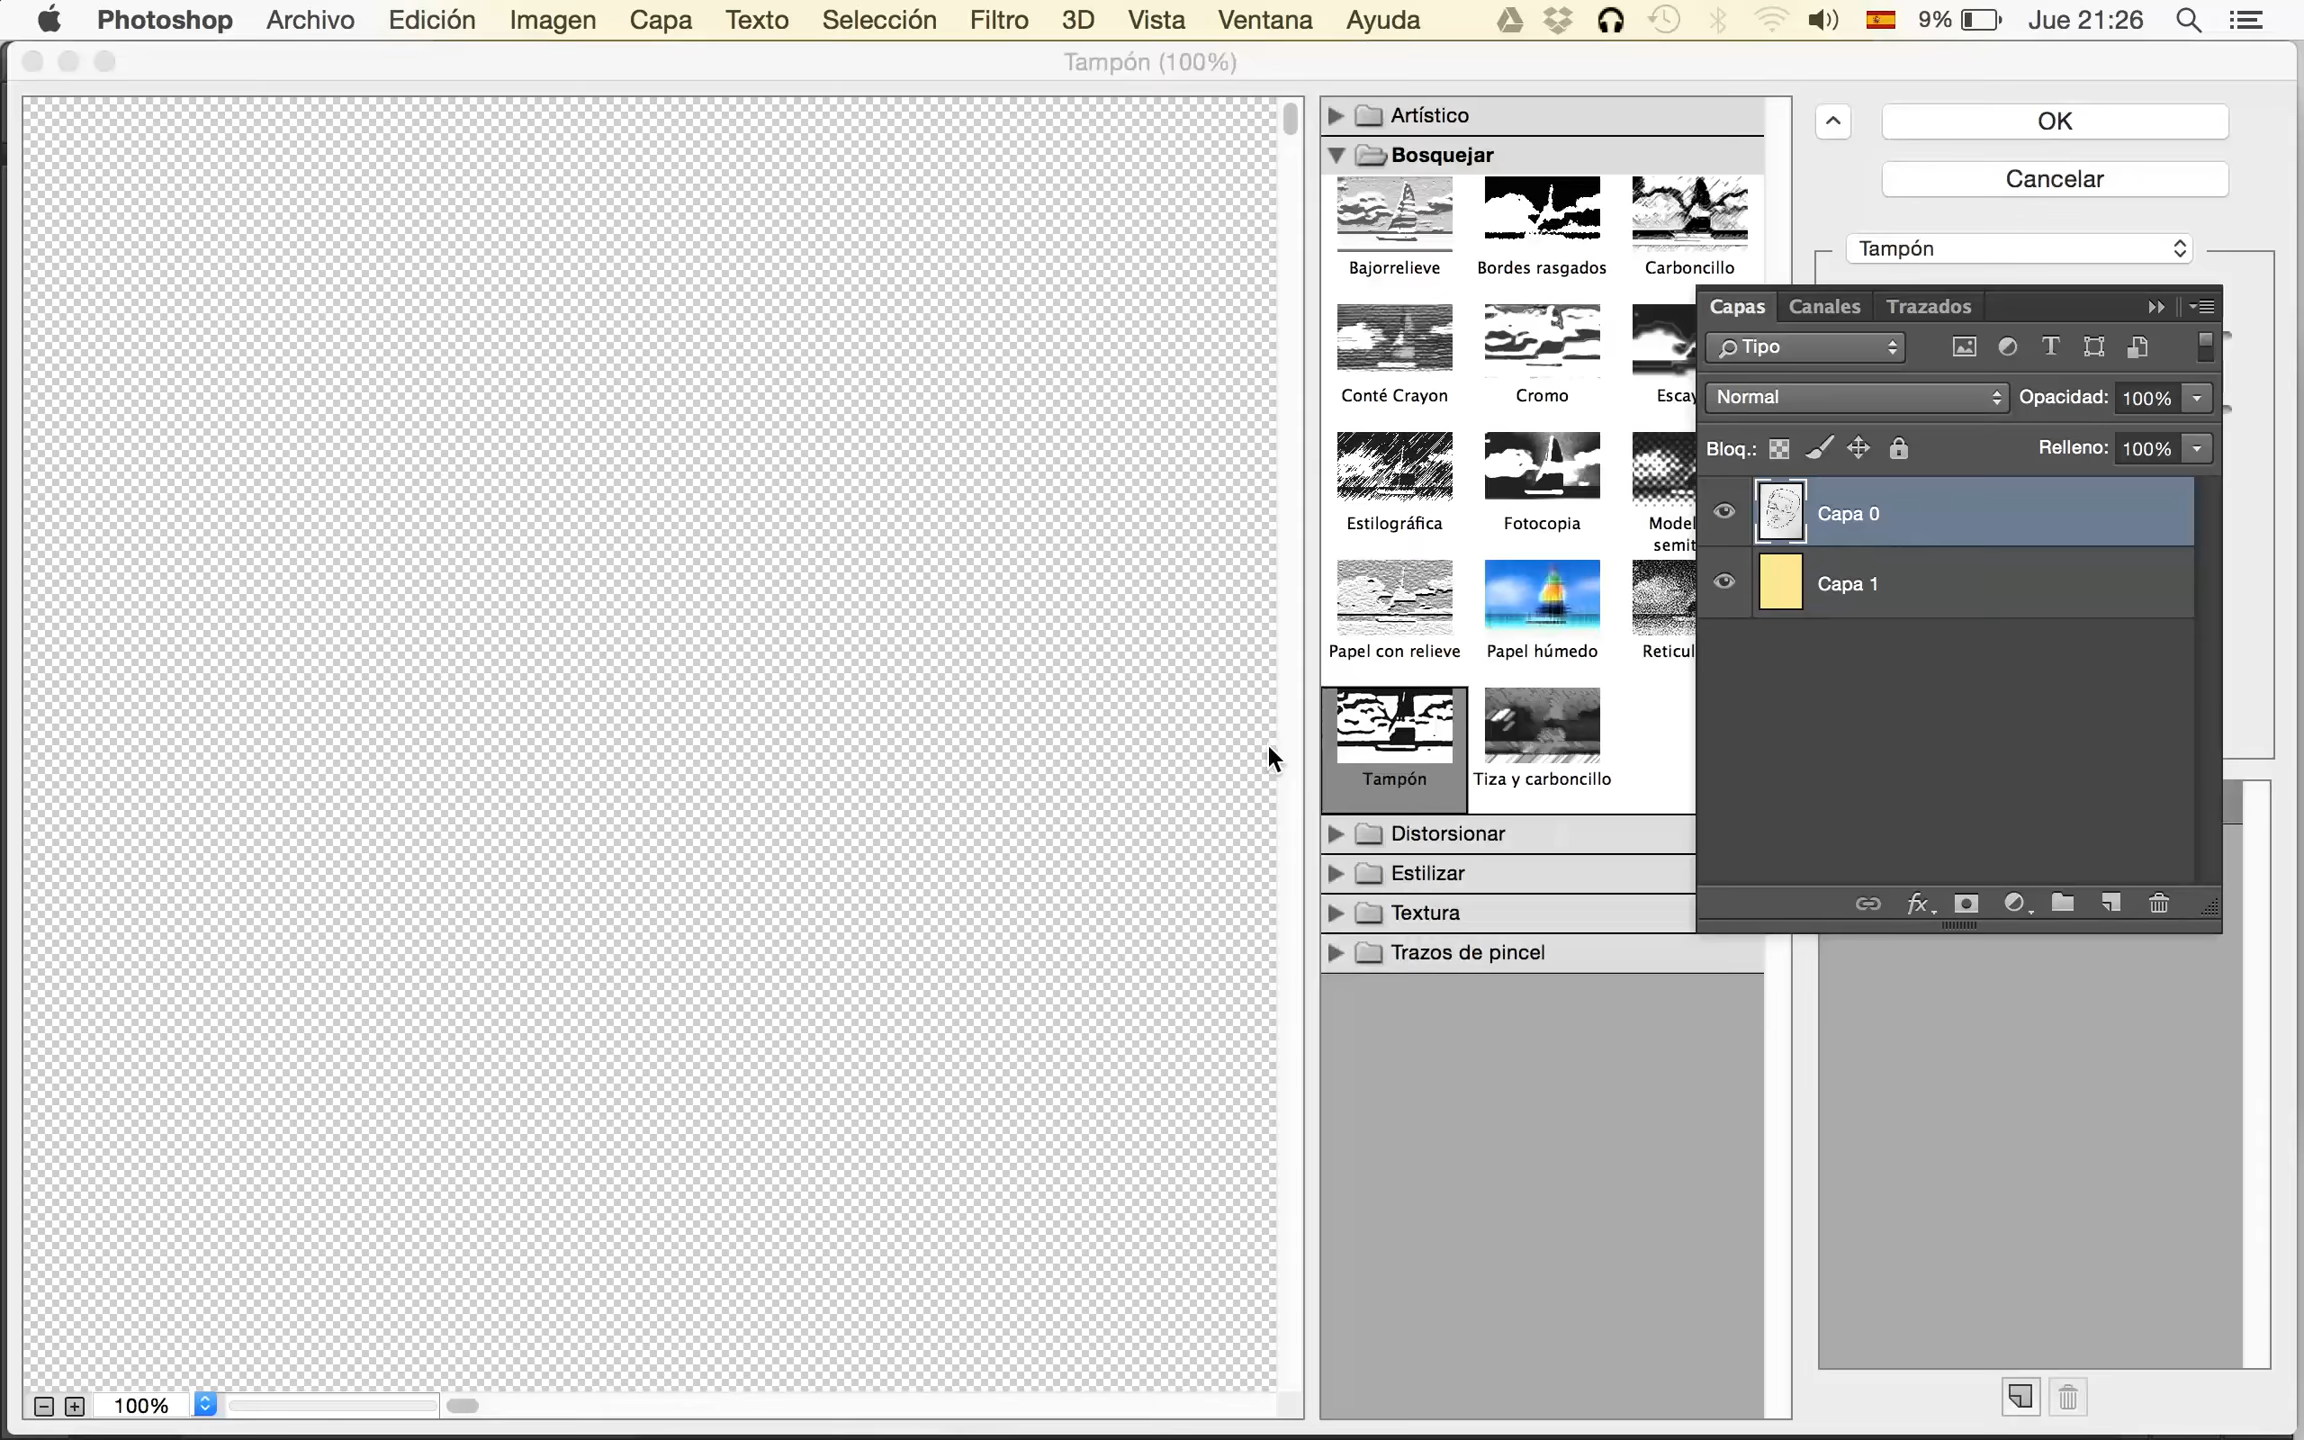 Photoshop Archivo Edición Imagen Capa Texto Selección Filtro 3D Vista Ventana Ayuda 9% Jue 21:26
Tampón (100%)
Artístico
Bosquejar
Bajorrelieve Bordes rasgados Carboncillo
Conté Crayon Cromo Escay
Estilográfica Fotocopia Model
semit
Papel con relieve Papel húmedo Reticul
Tampón Tiza y carboncillo
Distorsionar
Estilizar
Textura
Trazos de pincel
OK
Cancelar
Tampón
Capas Canales Trazados
Tipo
Normal Opacidad: 100%
Bloq.: Relleno: 100%
Capa 0
Capa 1
fx
100%